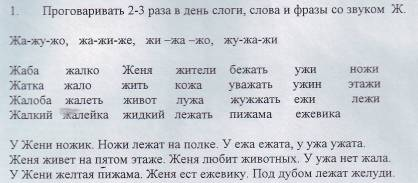 1. Проговаривать 2-3 раза в день слоги, слова и фразы со звуком Ж.
Жа-жу-жо, жа-жи-же, жи –жа –жо, жу-жа-жи
Жаба жалко Женя жители бежать ужи ножи
Жатка жало жить кожа уважать ужин этажи
Жалоба жалеть живот лужа жужжать ежи лежи
Жалкий жалейка жидкий лежать пижама ежевика
У Жени ножик. Ножи лежат на полке. У ежа ежата, у ужа ужата.
Женя живет на пятом этаже. Женя любит животных. У ужа нет жала.
У Жени желтая пижама. Женя ест ежевику. Под дубом лежат желуди.